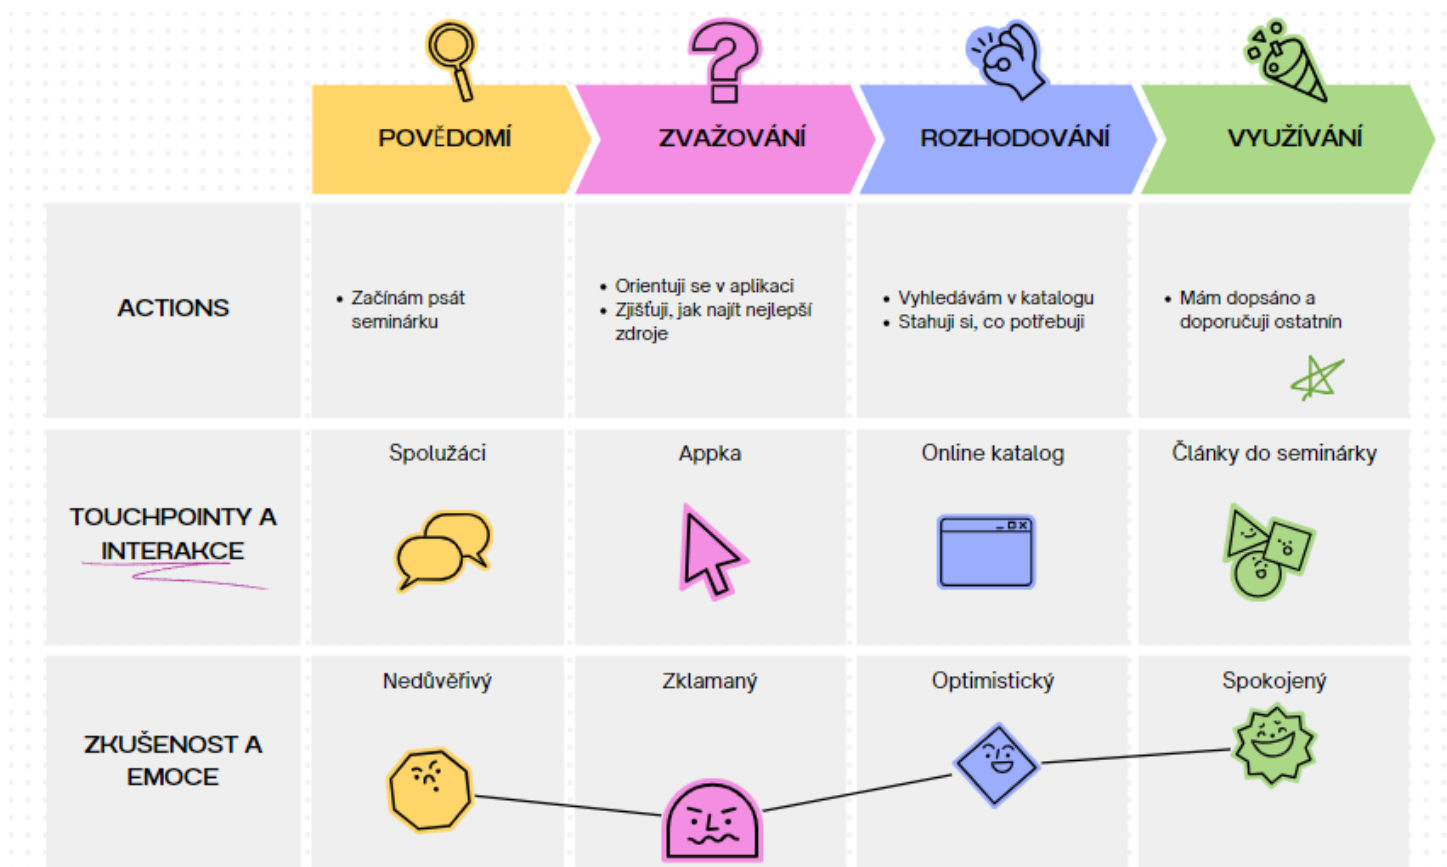 POVĚDOMÍ
ZVAŽOVÁNÍ
ROZHODOVÁNÍ
VYUŽÍVÁNÍ
ACTIONS
• Začínám psát
seminárku
• Orientuji se v aplikaci
• Zjišťuji, jak najít nejlepší
zdroje
• Vyhledávám v katalogu
• Stahuji si, co potřebuji
• Mám dopsáno a
doporučuji ostatnín
TOUCHPOINTY A
INTERAKCE
Spolužáci
Appka
Online katalog
Články do seminárky
ZKUŠENOST A
EMOCE
Nedůvěřivý
Zklamaný
Optimistický
Spokojený